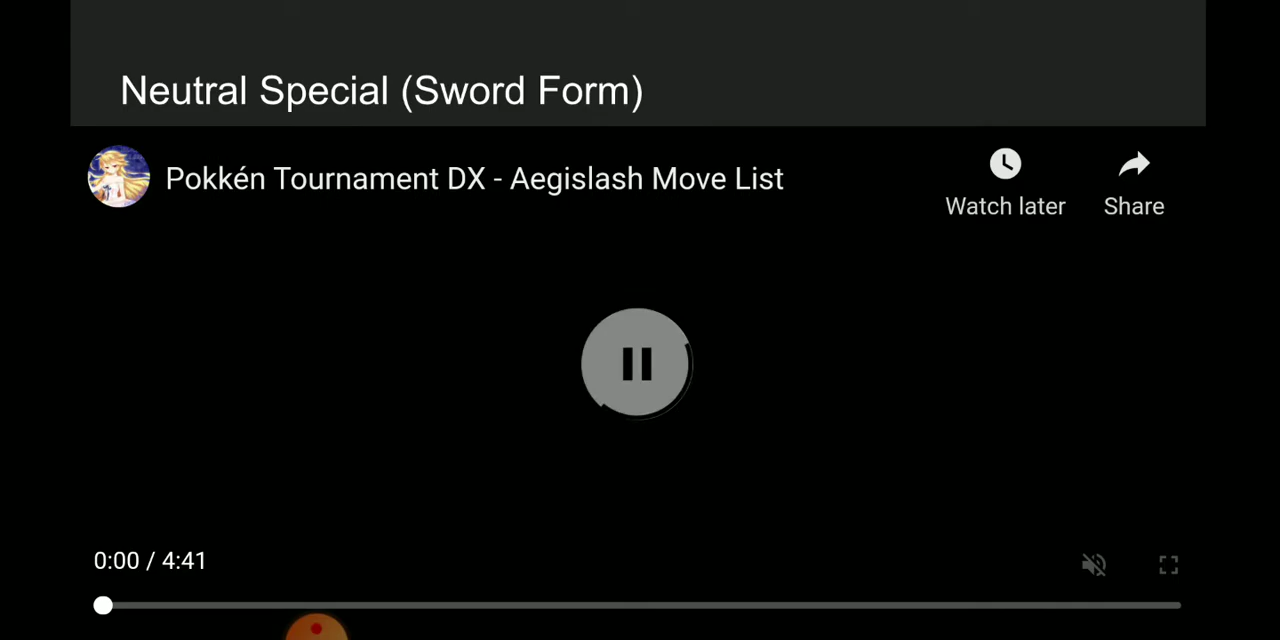 Neutral Special (Sword Form)
Pokkén Tournament DX - Aegislash Move List
Watch later
Share
0:00 / 4:41